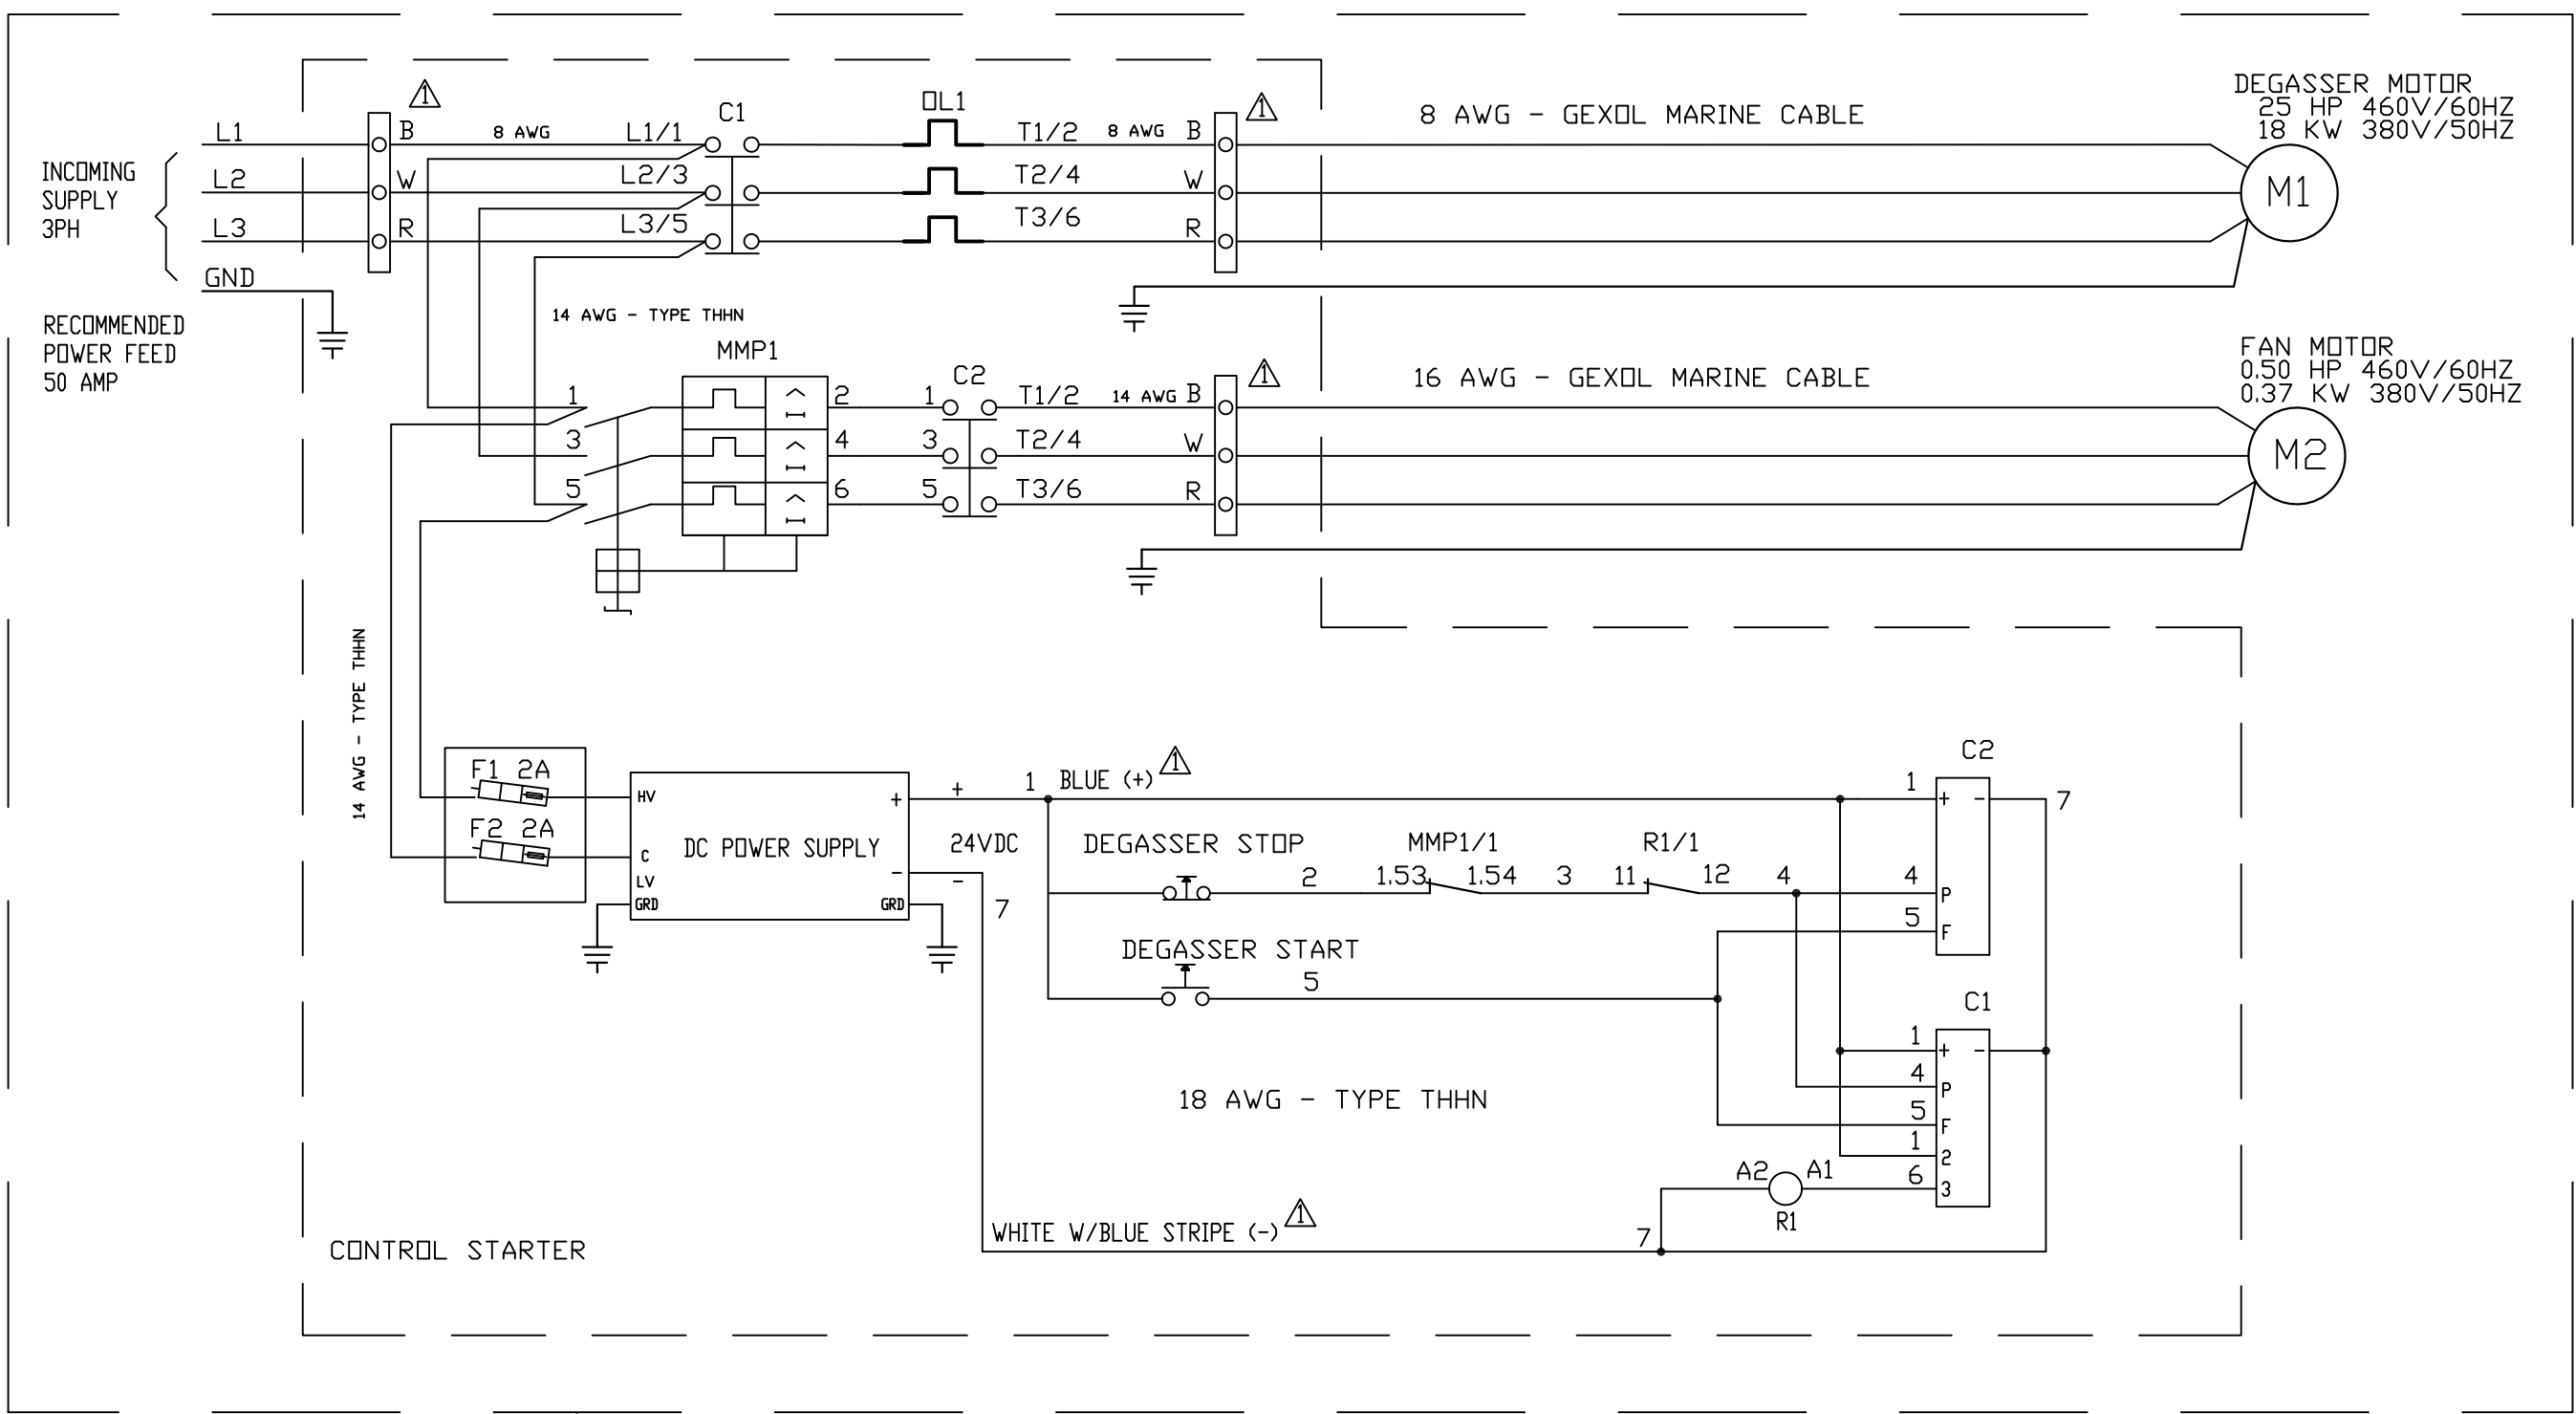 INCOMING
SUPPLY
3PH
RECOMMENDED
POWER FEED
50 AMP
L1
L2
L3
GND
B
W
R
1
8 AWG
L1/1
L2/3
L3/5
C1
OL1
T1/2
T2/4
T3/6
8 AWG
B
W
R
1
8 AWG - GEXOL MARINE CABLE
DEGASSER MOTOR
25 HP 460V/60HZ
18 KW 380V/50HZ
M1
14 AWG - TYPE THHN
MMP1
1
3
5
2
4
6
C2
1
3
5
T1/2
T2/4
T3/6
14 AWG
B
W
R
1
16 AWG - GEXOL MARINE CABLE
FAN MOTOR
0.50 HP 460V/60HZ
0.37 KW 380V/50HZ
M2
14 AWG - TYPE THHN
F1 2A
F2 2A
HV
C
LV
GRD
DC POWER SUPPLY
+
-
GRD
+
24VDC
-
7
1
BLUE (+)
1
DEGASSER STOP
2
MMP1/1
1.53
1.54
3
R1/1
11
12
4
DEGASSER START
5
C2
1
4
5
+ -
P
F
7
C1
1
4
5
1
6
+ -
P
F
2
3
A2
A1
R1
18 AWG - TYPE THHN
WHITE W/BLUE STRIPE (-)
1
7
CONTROL STARTER